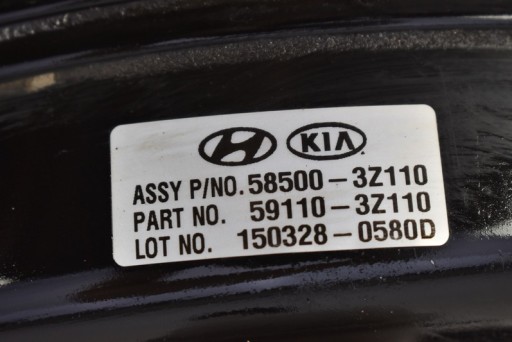 KIA
ASSY P/NO. 58500-3Z110
PART NO. 59110-3Z110
LOT NO. 150328-0580D